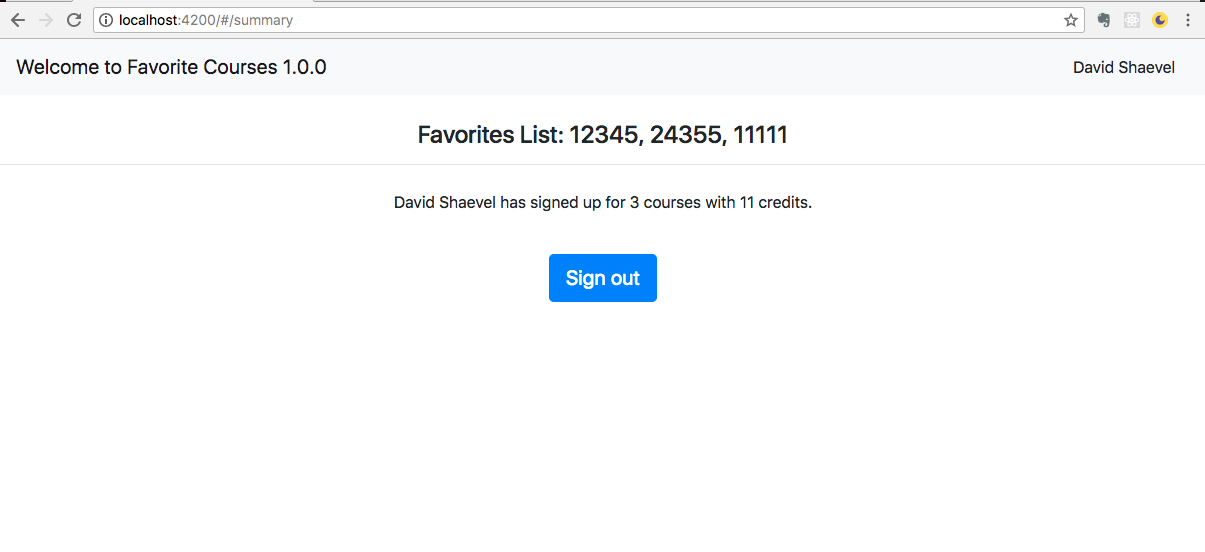 localhost:4200/#/summary
Welcome to Favorite Courses 1.0.0
David Shaevel
Favorites List: 12345, 24355, 11111
David Shaevel has signed up for 3 courses with 11 credits.
Sign out